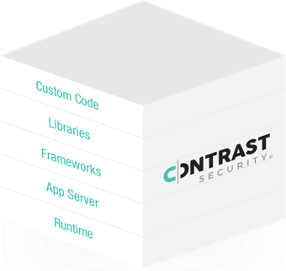 Custom Code
Libraries
Frameworks
App Server
Runtime
CONTRAST
SECURITY®